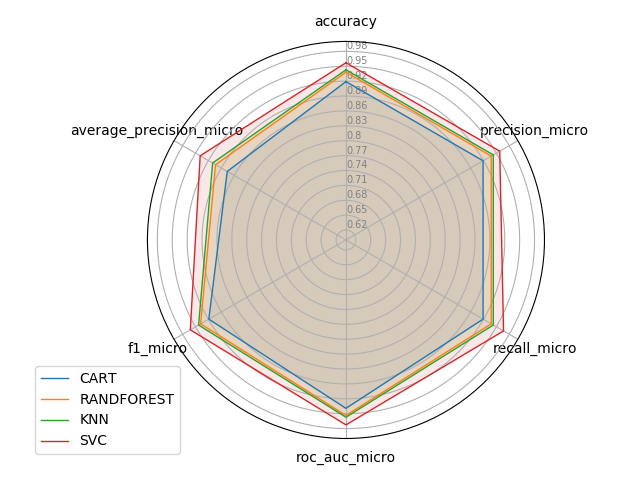 accuracy
0.98
0.95
0.92
0.89
0.86
0.83
0.8
0.77
0.74
0.71
0.68
0.65
0.62
average_precision_micro
precision_micro
f1_micro
recall_micro
roc_auc_micro
CART
RANDFOREST
KNN
SVC